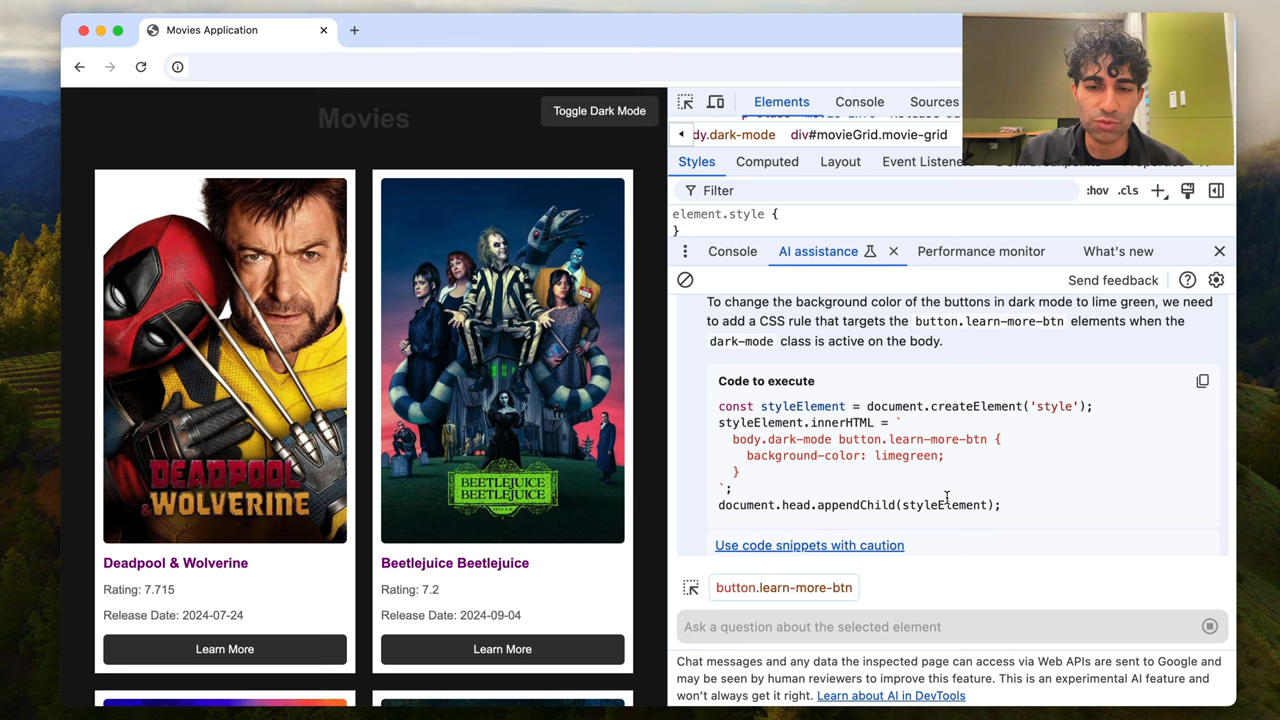 Movies Application
Movies
Toggle Dark Mode
DEADPOOL
& WOLVERINE
BEETLEJUICE
BEETLEJUICE
Deadpool & Wolverine
Rating: 7.715
Release Date: 2024-07-24
Learn More
Beetlejuice Beetlejuice
Rating: 7.2
Release Date: 2024-09-04
Learn More
Elements Console Sources
dy.dark-mode div#movieGrid.movie-grid
Styles Computed Layout Event Listene
Filter :hov .cls
element.style {
}
Console AI assistance Performance monitor What's new
Send feedback
To change the background color of the buttons in dark mode to lime green, we need
to add a CSS rule that targets the button.learn-more-btn elements when the
dark-mode class is active on the body.
Code to execute
const styleElement = document.createElement('style');
styleElement.innerHTML = `
body.dark-mode button.learn-more-btn {
background-color: limegreen;
}
`;
document.head.appendChild(styleElement);
Use code snippets with caution
button.learn-more-btn
Ask a question about the selected element
Chat messages and any data the inspected page can access via Web APIs are sent to Google and
may be seen by human reviewers to improve this feature. This is an experimental AI feature and
won't always get it right. Learn about AI in DevTools